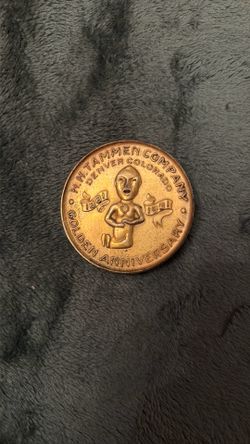 H.H. TAMMEN COMPANY
DENVER COLORADO
1881
1931
GOLDEN ANNIVERSARY